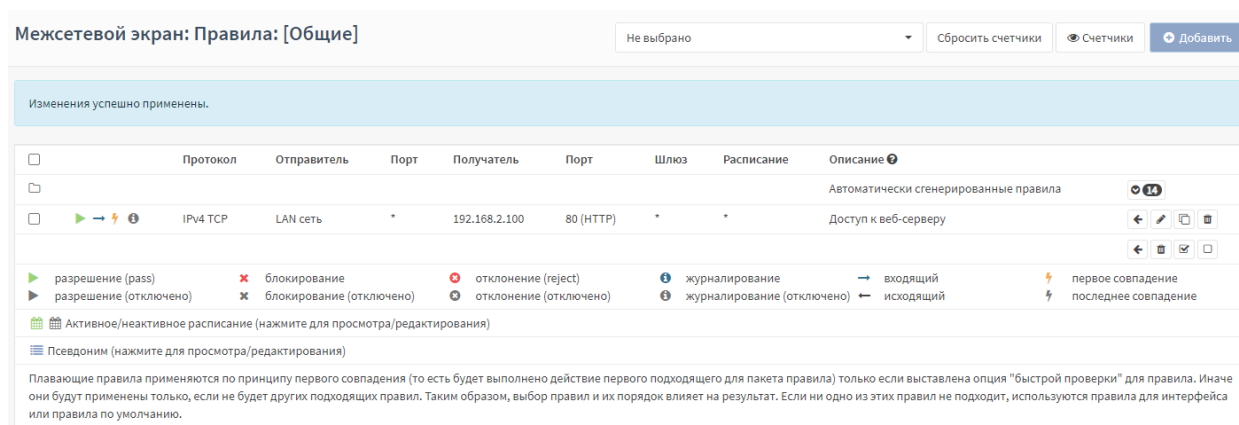 Межсетевой экран: Правила: [Общие]
Не выбрано
Сбросить счетчики
Счетчики
Добавить
Изменения успешно применены.
Протокол Отправитель Порт Получатель Порт Шлюз Расписание Описание
Автоматически сгенерированные правила 14
IPv4 TCP LAN сеть * 192.168.2.100 80 (HTTP) * * Доступ к веб-серверу
разрешение (pass) блокирование отклонение (reject) журналирование входящий первое совпадение
разрешение (отключено) блокирование (отключено) отклонение (отключено) журналирование (отключено) исходящий последнее совпадение
Активное/неактивное расписание (нажмите для просмотра/редактирования)
Псевдоним (нажмите для просмотра/редактирования)
Плавающие правила применяются по принципу первого совпадения (то есть будет выполнено действие первого подходящего для пакета правила) только если выставлена опция "быстрой проверки" для правила. Иначе
они будут применены только, если не будет других подходящих правил. Таким образом, выбор правил и их порядок влияет на результат. Если ни одно из этих правил не подходит, используются правила для интерфейса
или правила по умолчанию.